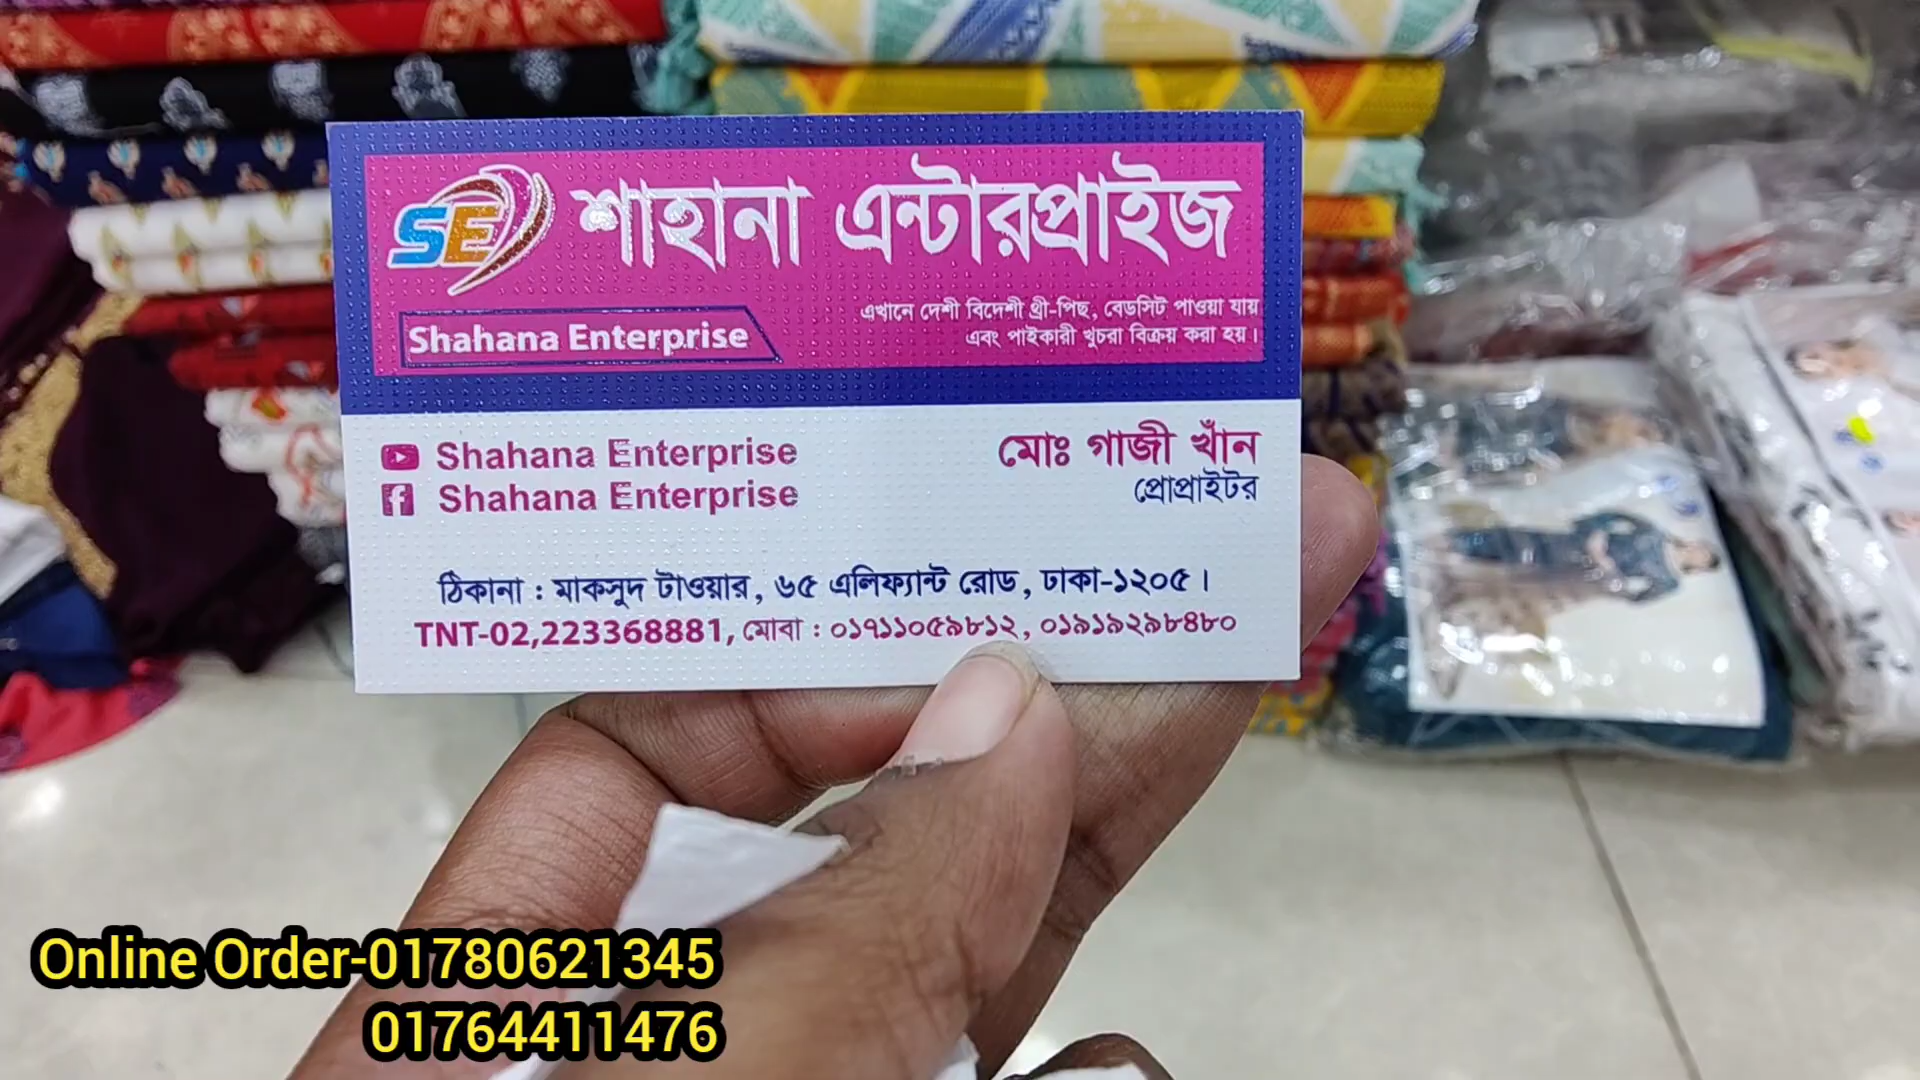 SE শাহানা এন্টারপ্রাইজ
Shahana Enterprise
এখানে দেশী বিদেশী থ্রী-পিছ, বেডসিট পাওয়া যায়
এবং পাইকারী খুচরা বিক্রয় করা হয়।
Shahana Enterprise
Shahana Enterprise
মোঃ গাজী খাঁন
প্রোপ্রাইটর
ঠিকানা : মাকসুদ টাওয়ার, ৬৫ এলিফ্যান্ট রোড, ঢাকা-১২০৫।
TNT-02,223368881, মোবা : ০১৭১১০৫৯৮১২, ০১৯১৯২৯৮৪৮০
Online Order-01780621345
01764411476